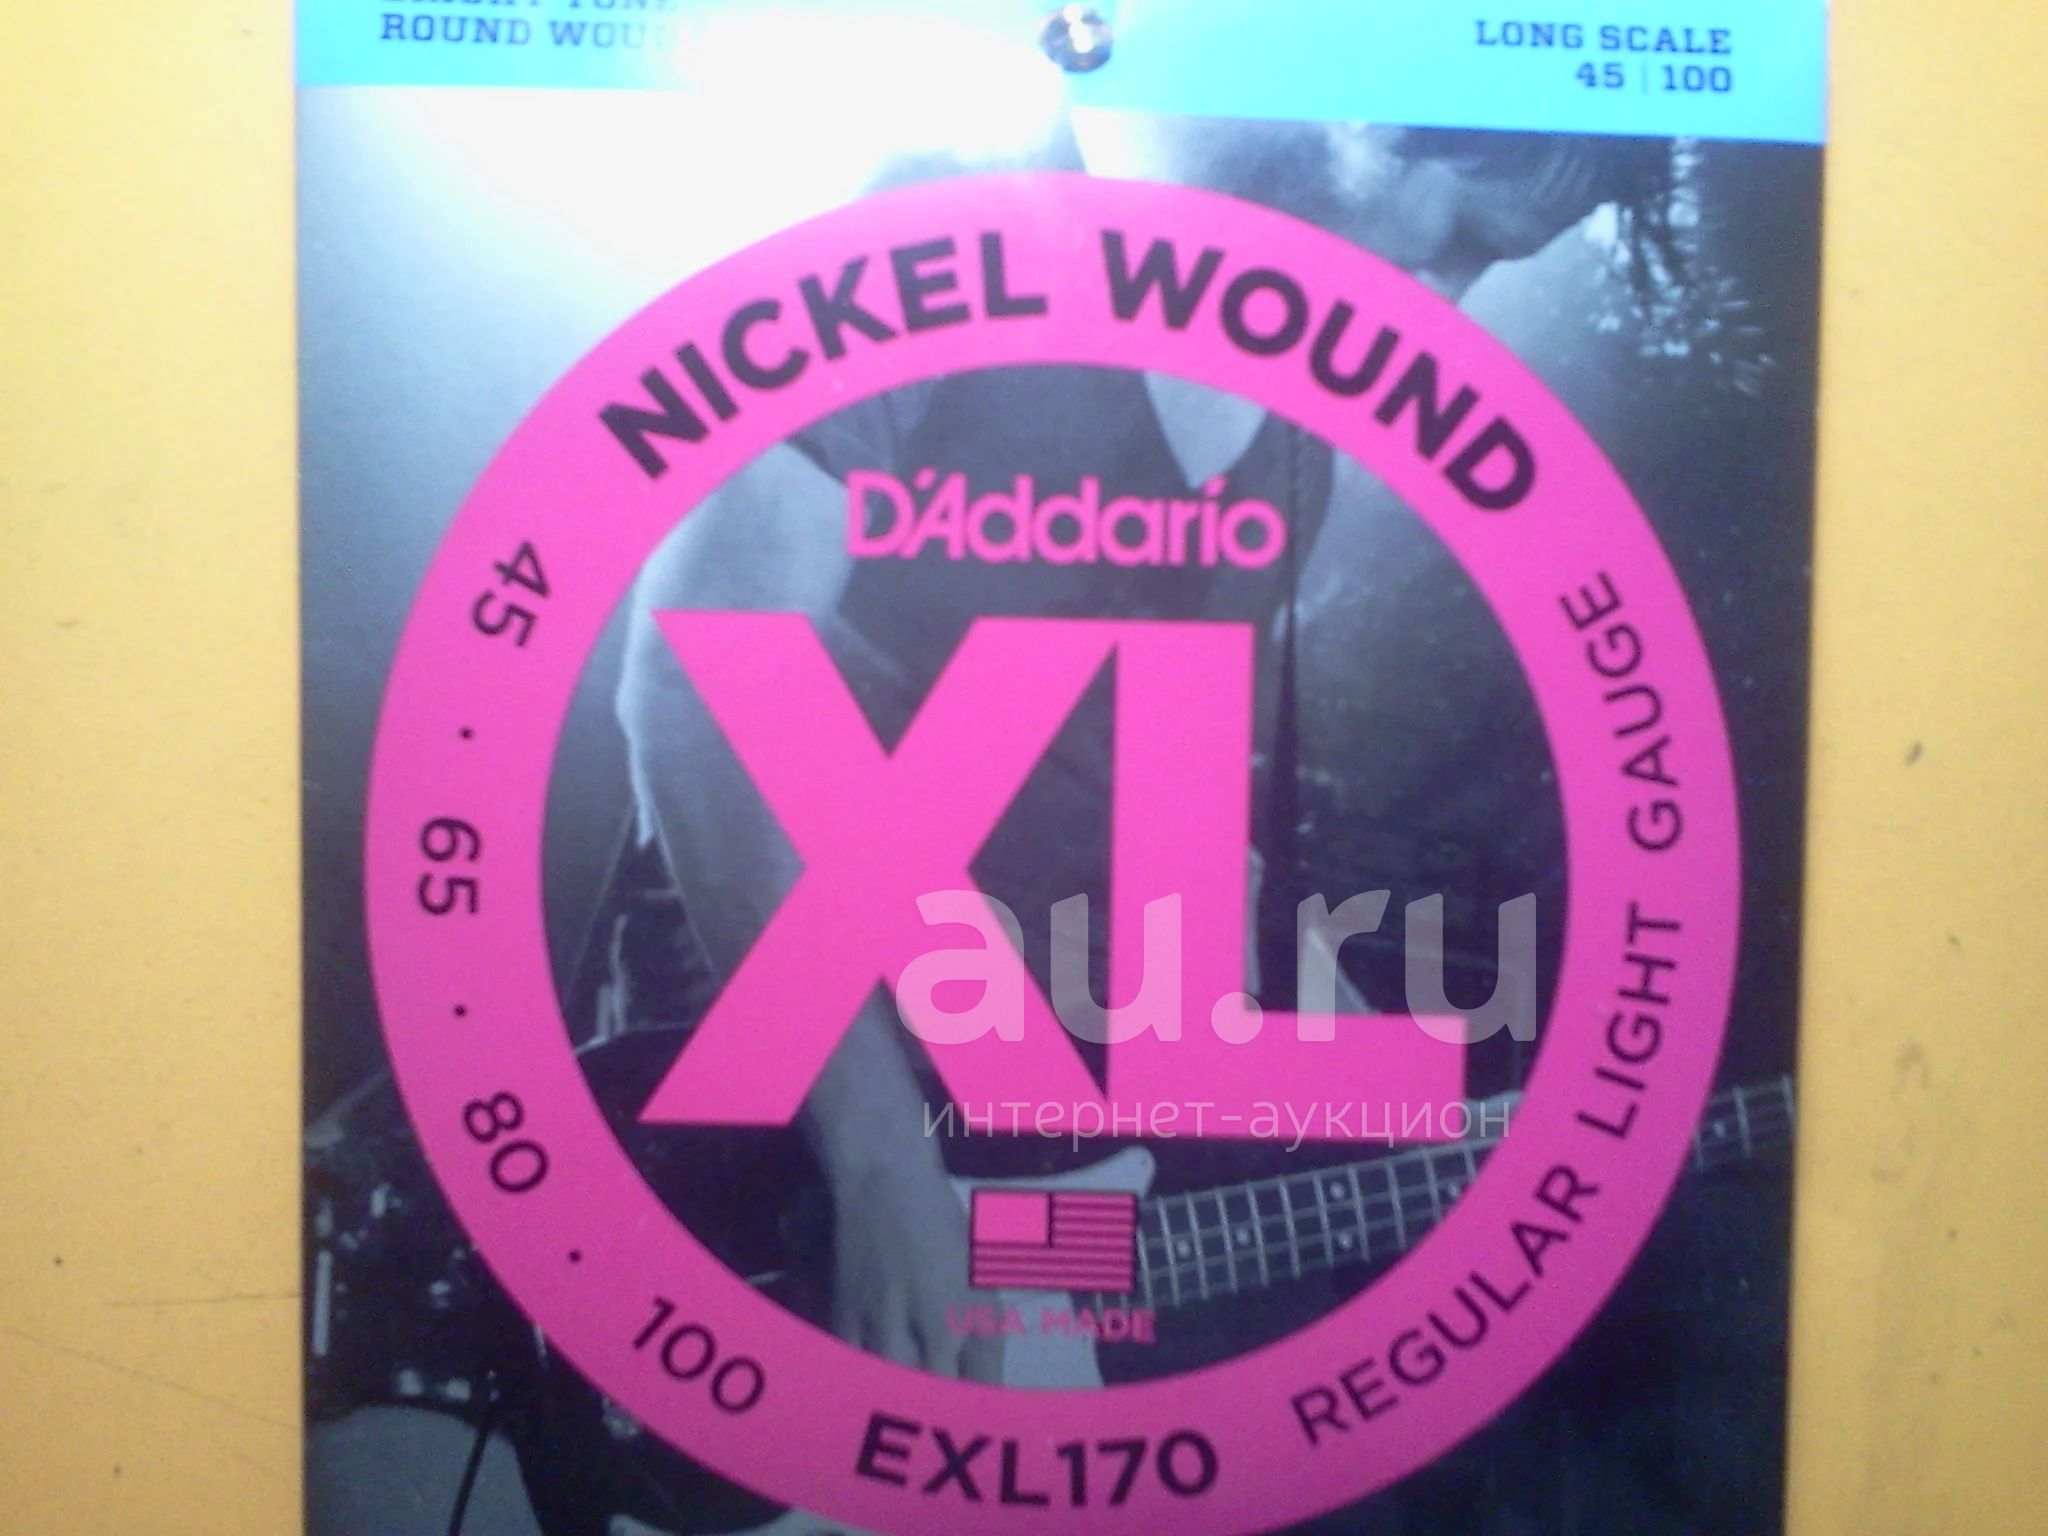 ROUND
LONG SCALE
45 | 100
NICKEL WOUND
D'Addario
XL
45 · 65 · 80 · 100
EXL170
REGULAR LIGHT GAUGE
USA MADE
au.ru
интернет-аукцион